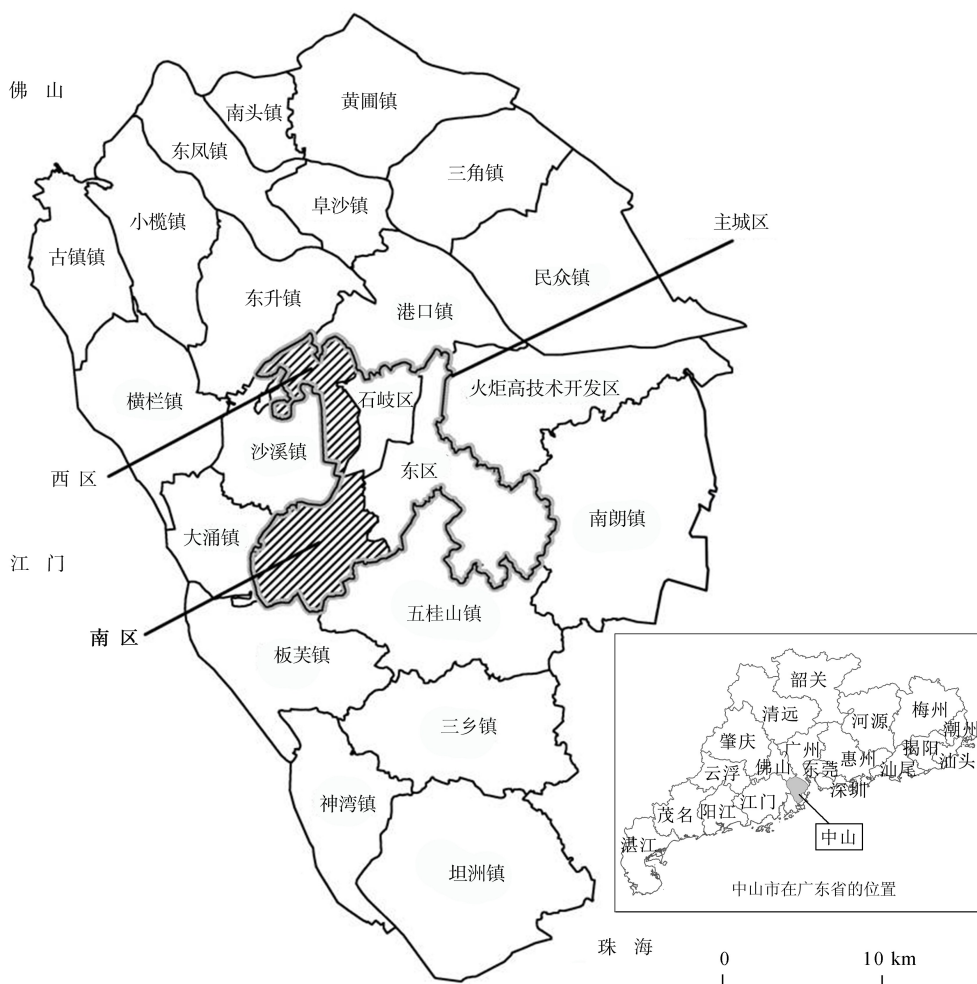 佛 山
南头镇
黄圃镇
东凤镇
三角镇
阜沙镇
小榄镇
主城区
古镇镇
民众镇
东升镇
港口镇
火炬高技术开发区
横栏镇
石岐区
沙溪镇
东区
西 区
南朗镇
大涌镇
江 门
五桂山镇
南 区
板芙镇
三乡镇
神湾镇
坦洲镇
珠 海
韶关
梅州
清远
河源
潮州
肇庆
广州
揭阳
惠州
汕头
佛山
东莞
汕尾
云浮
深圳
江门
阳江
茂名
中山
湛江
中山市在广东省的位置
0 10 km